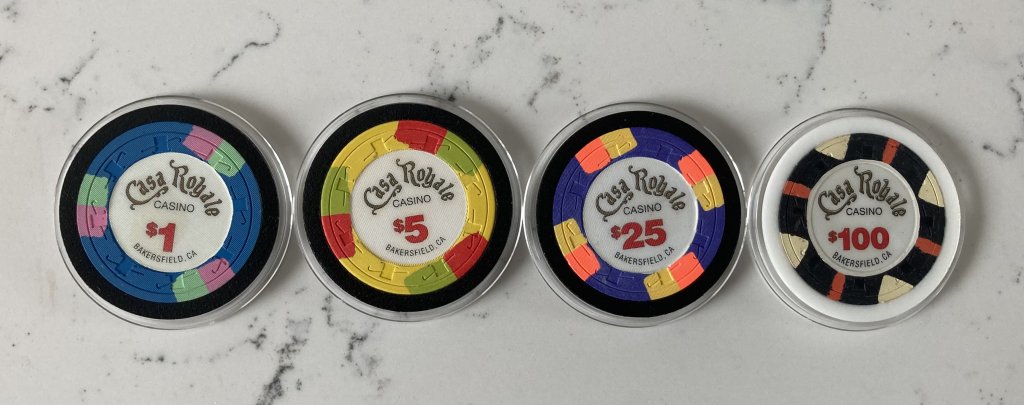 Casa Royale
CASINO
$1
BAKERSFIELD, CA
Casa Royale
CASINO
$5
BAKERSFIELD, CA
Casa Royale
CASINO
$25
BAKERSFIELD, CA
Casa Royale
CASINO
$100
BAKERSFIELD, CA